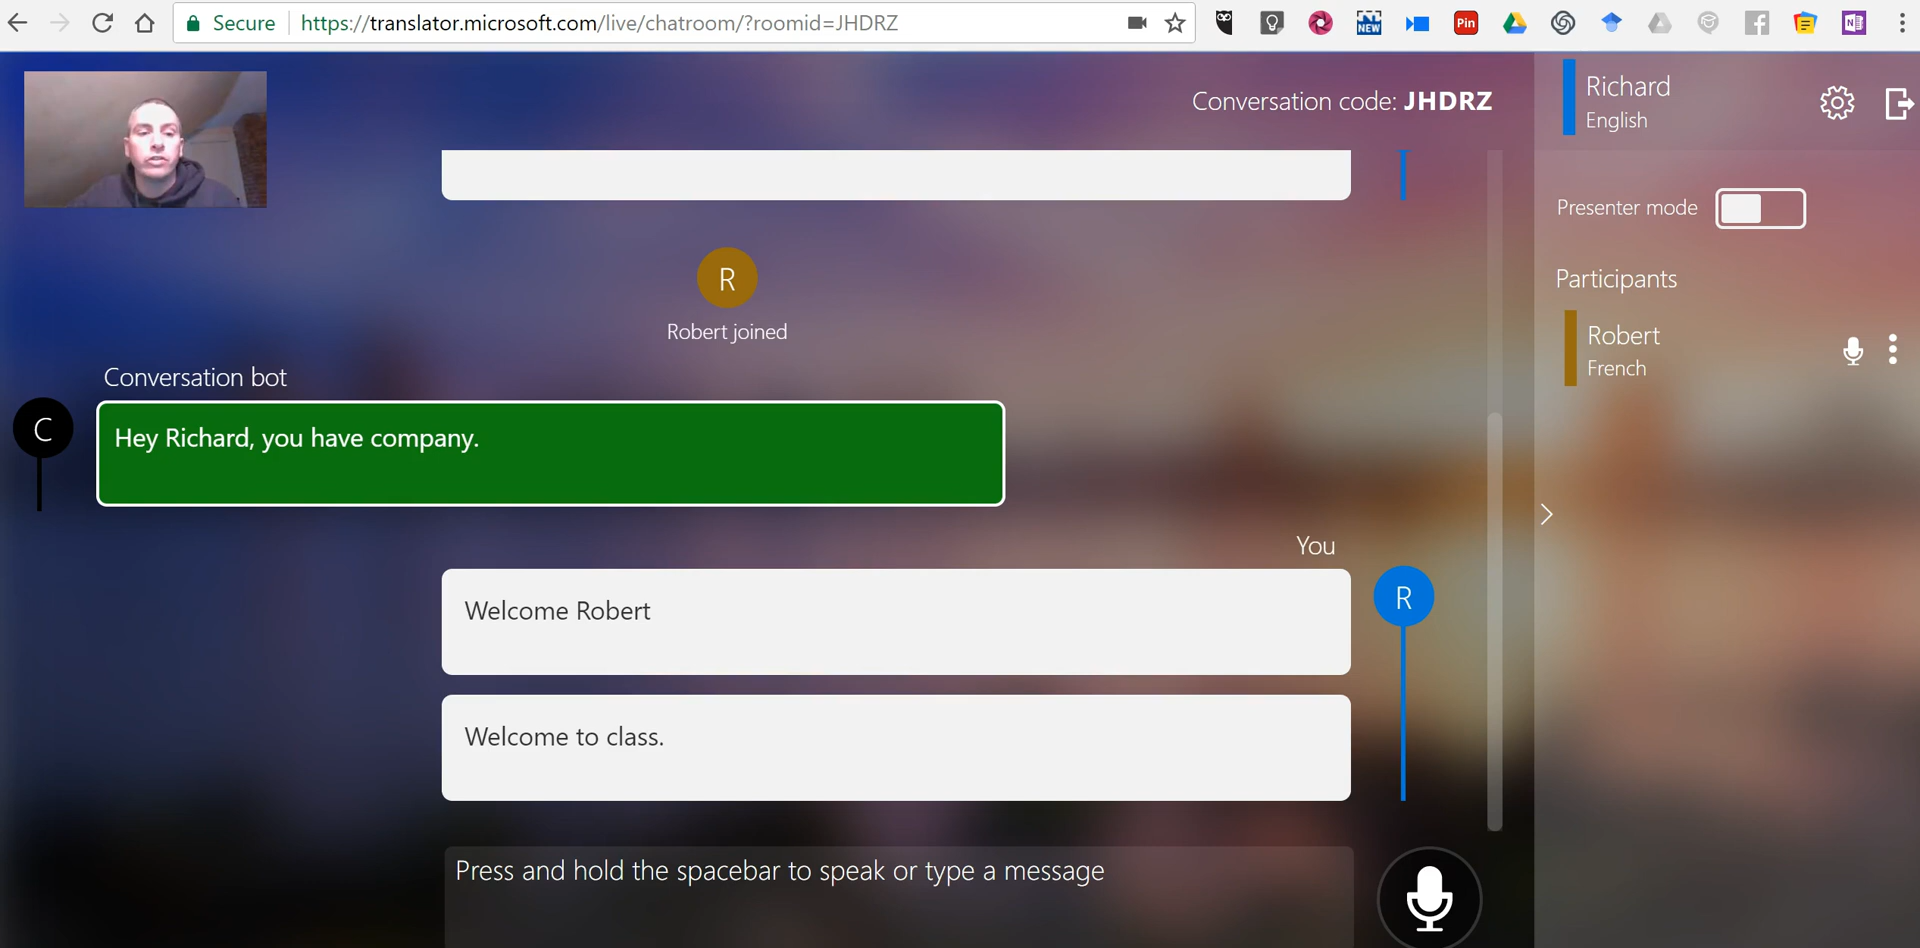 Secure https://translator.microsoft.com/live/chatroom/?roomid=JHDRZ
NEW
Pin
N
Conversation code: JHDRZ
Richard
English
Presenter mode
Participants
R
Robert joined
Robert
French
Conversation bot
C
Hey Richard, you have company.
You
R
Welcome Robert
Welcome to class.
Press and hold the spacebar to speak or type a message